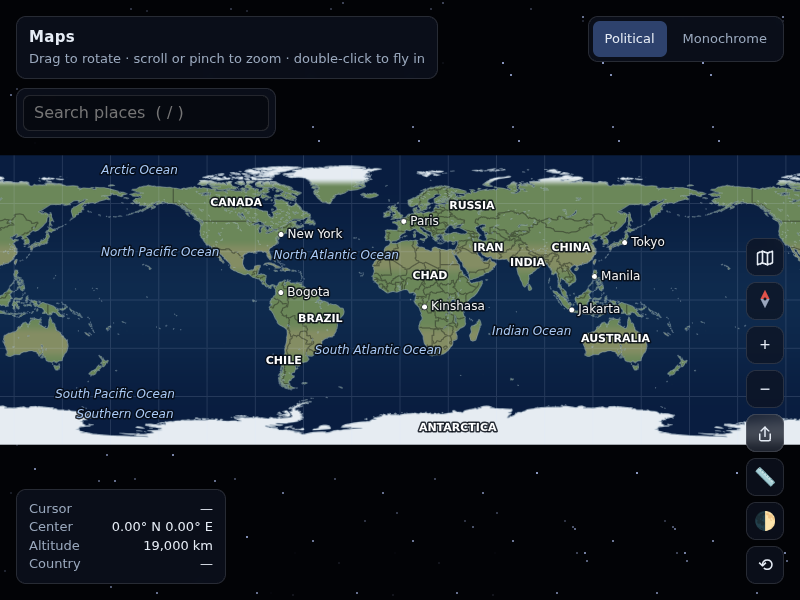 Maps
Drag to rotate · scroll or pinch to zoom · double-click to fly in
Political
Monochrome
Search places ( / )
Arctic Ocean
CANADA
RUSSIA
New York
Paris
Tokyo
North Pacific Ocean
North Atlantic Ocean
IRAN
CHINA
INDIA
CHAD
Manila
Bogota
Kinshasa
Jakarta
BRAZIL
Indian Ocean
AUSTRALIA
CHILE
South Atlantic Ocean
South Pacific Ocean
Southern Ocean
ANTARCTICA
+
−
Cursor —
Center 0.00° N 0.00° E
Altitude 19,000 km
Country —